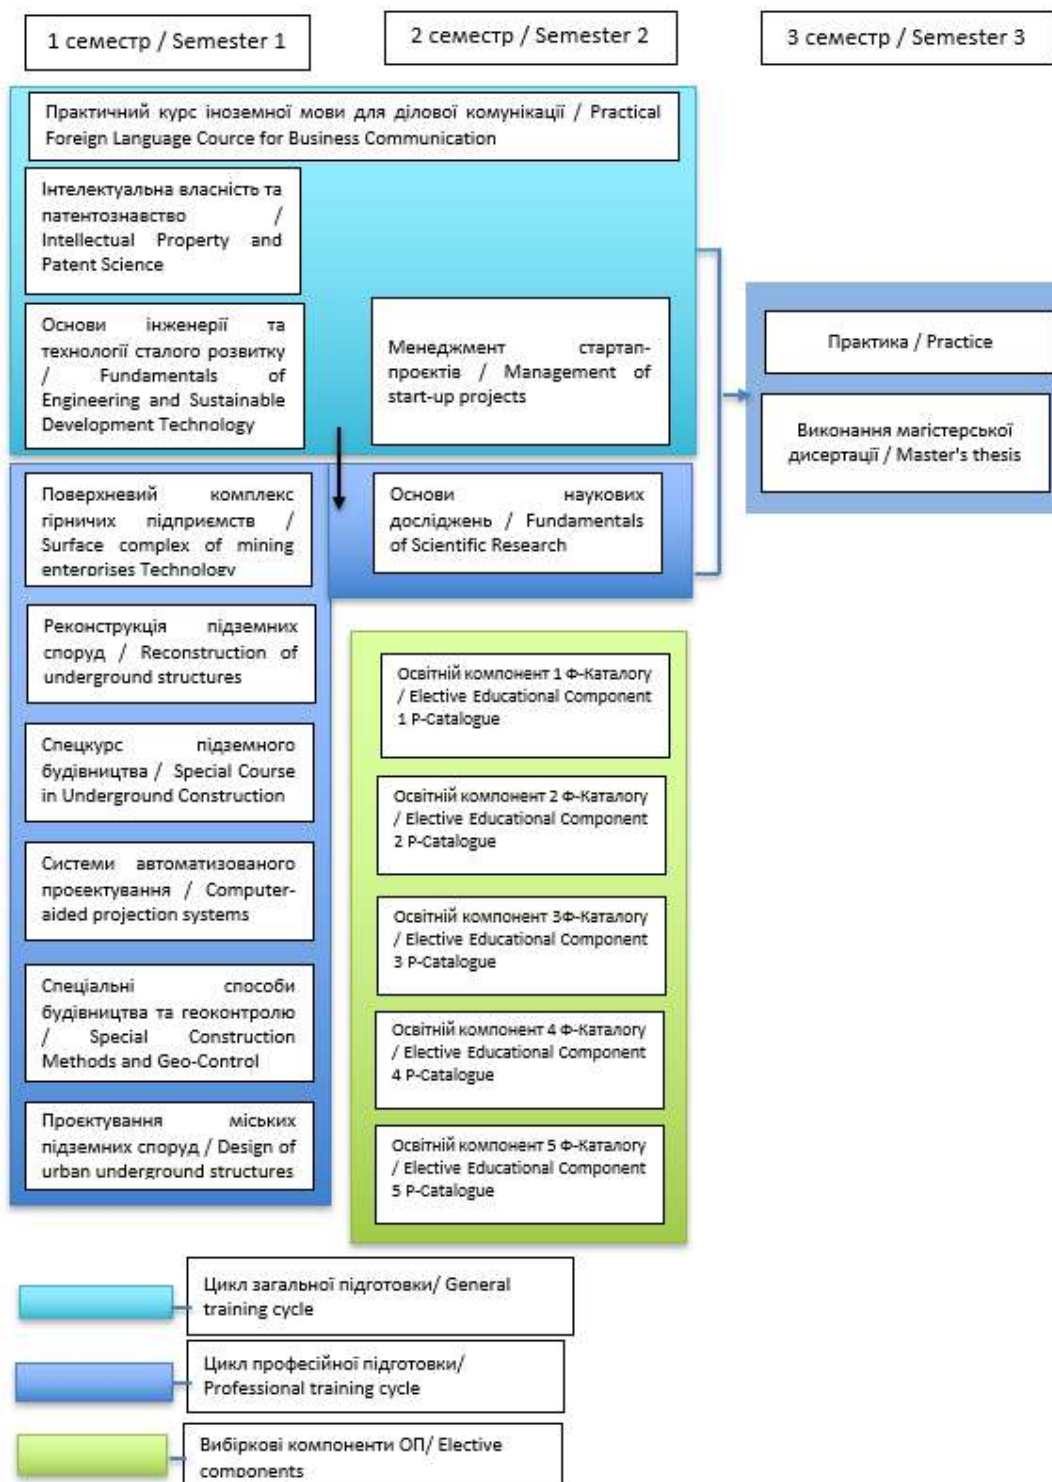 1 семестр / Semester 1
2 семестр / Semester 2
3 семестр / Semester 3
Практичний курс іноземної мови для ділової комунікації / Practical
Foreign Language Cource for Business Communication
Інтелектуальна власність та
патентознавство /
Intellectual Property and
Patent Science
Основи інженерії та
технології сталого розвитку
/ Fundamentals of
Engineering and Sustainable
Development Technology
Менеджмент стартап-
проєктів / Management of
start-up projects
Практика / Practice
Виконання магістерської
дисертації / Master's thesis
Поверхневий комплекс
гірничих підприємств /
Surface complex of mining
enterprises Technology
Основи наукових
досліджень / Fundamentals
of Scientific Research
Реконструкція підземних
споруд / Reconstruction of
underground structures
Спецкурс підземного
будівництва / Special Course
in Underground Construction
Системи автоматизованого
проєектування / Computer-
aided projection systems
Спеціальні способи
будівництва та геоконтролю
/ Special Construction
Methods and Geo-Control
Проєктування міських
підземних споруд / Design of
urban underground structures
Освітній компонент 1 Ф-Каталогу
/ Elective Educational Component
1 P-Catalogue
Освітній компонент 2 Ф-Каталогу
/ Elective Educational Component
2 P-Catalogue
Освітній компонент 3Ф-Каталогу
/ Elective Educational Component
3 P-Catalogue
Освітній компонент 4 Ф-Каталогу
/ Elective Educational Component
4 P-Catalogue
Освітній компонент 5 Ф-Каталогу
/ Elective Educational Component
5 P-Catalogue
Цикл загальної підготовки/ General
training cycle
Цикл професійної підготовки/
Professional training cycle
Вибіркові компоненти ОП/ Elective
components